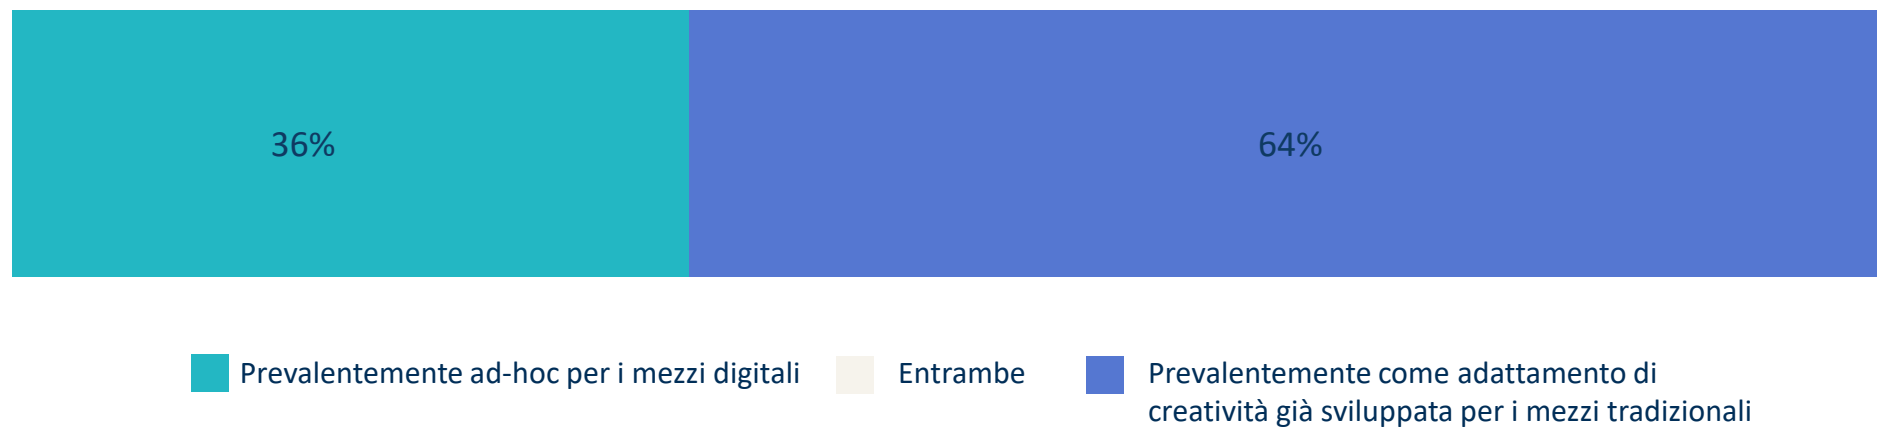 36%
64%
Prevalentemente ad-hoc per i mezzi digitali
Entrambe
Prevalentemente come adattamento di
creatività già sviluppata per i mezzi tradizionali